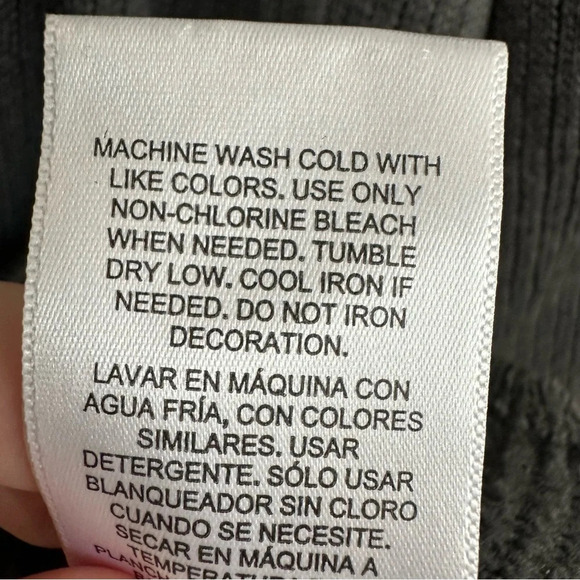 MACHINE WASH COLD WITH
LIKE COLORS. USE ONLY
NON-CHLORINE BLEACH
WHEN NEEDED. TUMBLE
DRY LOW. COOL IRON IF
NEEDED. DO NOT IRON
DECORATION.
LAVAR EN MÁQUINA CON
AGUA FRÍA, CON COLORES
SIMILARES. USAR
DETERGENTE. SÓLO USAR
BLANQUEADOR SIN CLORO
CUANDO SE NECESITE.
SECAR EN MÁQUINA A